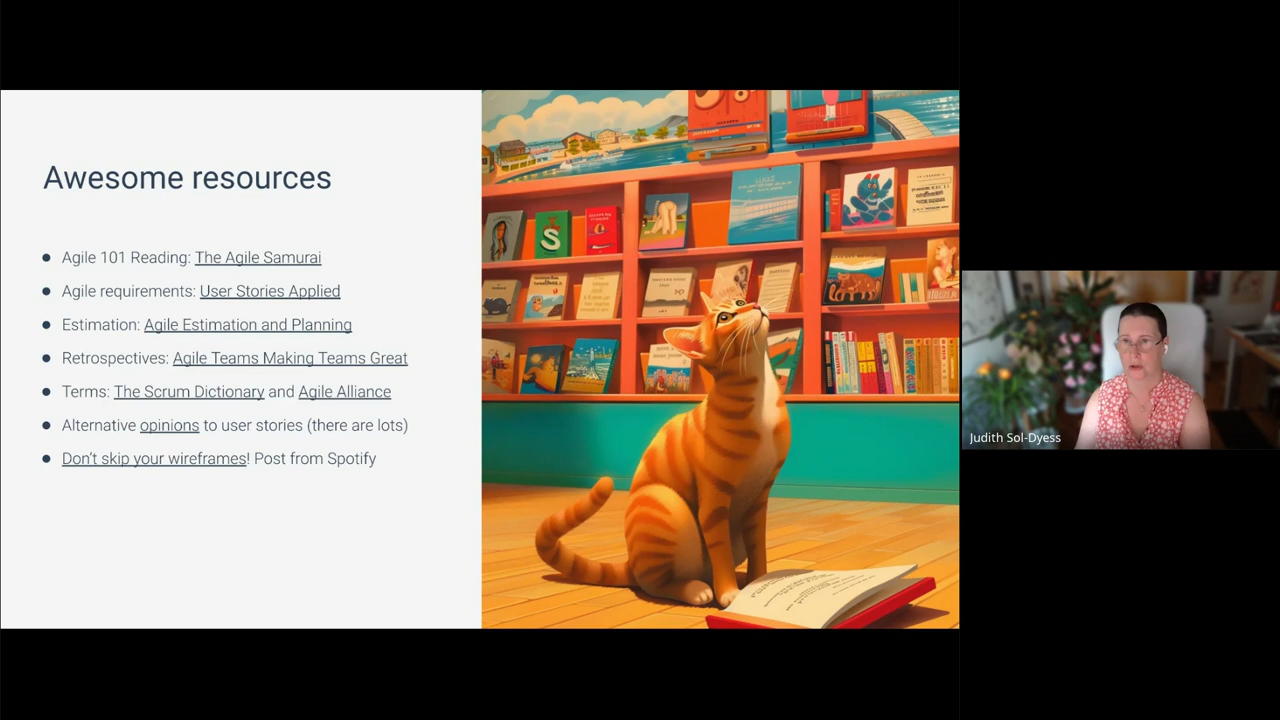 Awesome resources
Agile 101 Reading: The Agile Samurai
Agile requirements: User Stories Applied
Estimation: Agile Estimation and Planning
Retrospectives: Agile Teams Making Teams Great
Terms: The Scrum Dictionary and Agile Alliance
Alternative opinions to user stories (there are lots)
Don't skip your wireframes! Post from Spotify
S
Judith Sol-Dyess